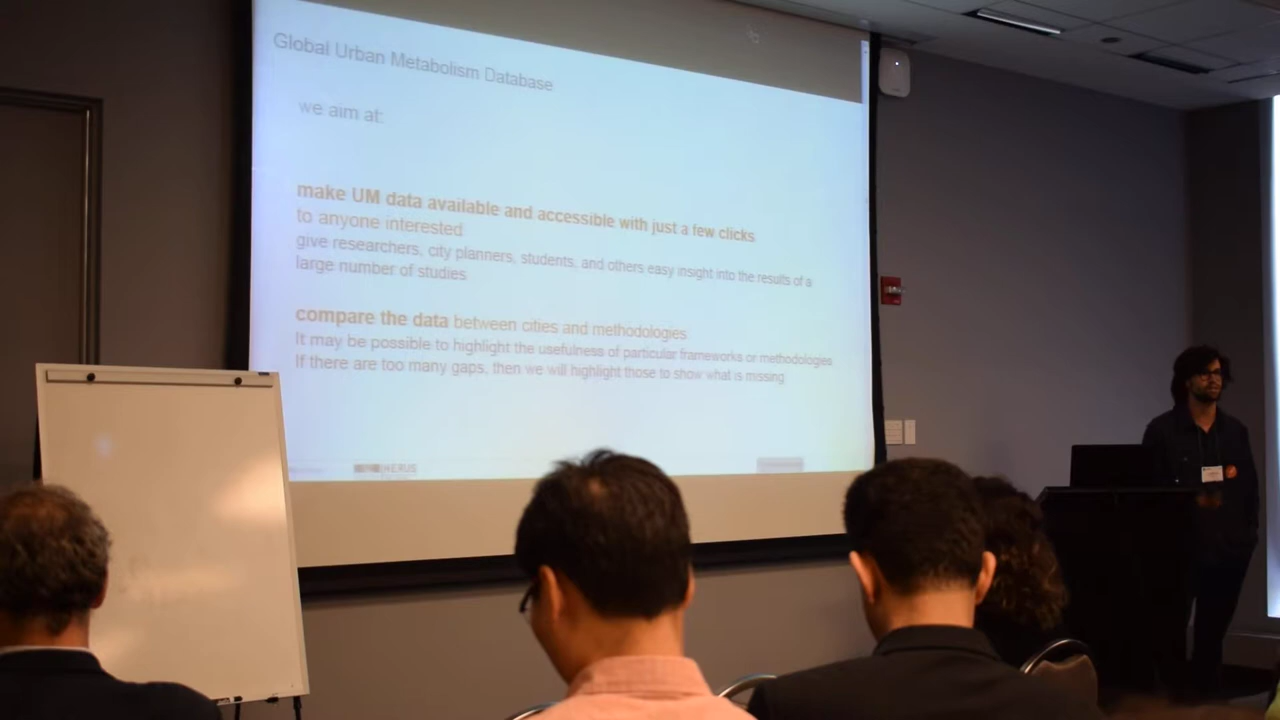 Global Urban Metabolism Database
we aim at:
make UM data available and accessible with just a few clicks
to anyone interested
give researchers, city planners, students, and others easy insight into the results of a
large number of studies
compare the data between cities and methodologies
It may be possible to highlight the usefulness of particular frameworks or methodologies
If there are too many gaps, then we will highlight those to show what is missing
HERUS